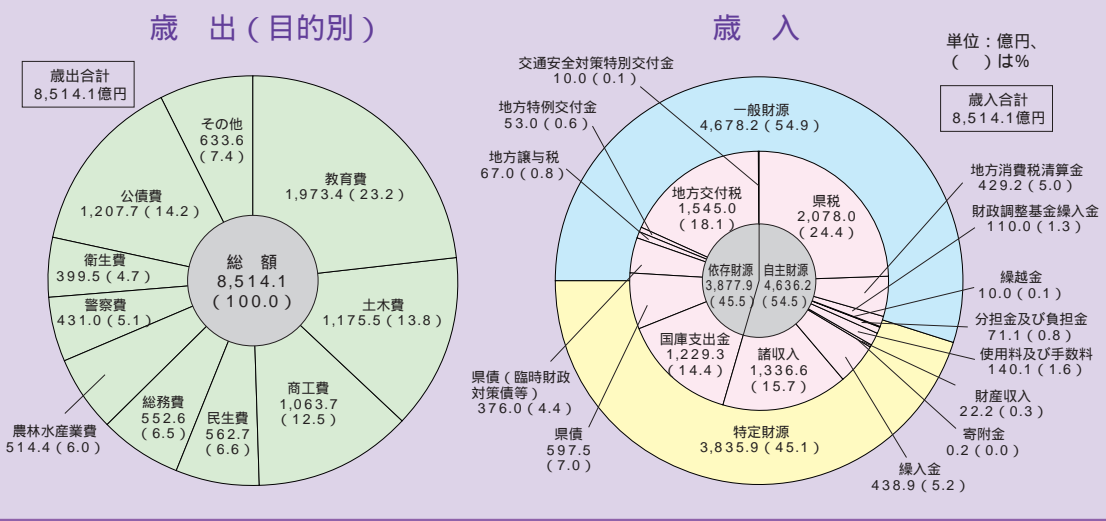 歳 出(目的別)
歳出合計
8,514.1億円
その他
633.6
(7.4)
教育費
1,973.4(23.2)
公債費
1,207.7(14.2)
衛生費
399.5(4.7)
警察費
431.0(5.1)
総 額
8,514.1
(100.0)
土木費
1,175.5(13.8)
商工費
1,063.7
(12.5)
民生費
562.7
(6.6)
総務費
552.6
(6.5)
農林水産業費
514.4(6.0)
歳 入
単位:億円、
( )は%
歳入合計
8,514.1億円
交通安全対策特別交付金
10.0(0.1)
地方特例交付金
53.0(0.6)
地方譲与税
67.0(0.8)
一般財源
4,678.2(54.9)
地方交付税
1,545.0
(18.1)
県税
2,078.0
(24.4)
地方消費税清算金
429.2(5.0)
財政調整基金繰入金
110.0(1.3)
繰越金
10.0(0.1)
分担金及び負担金
71.1(0.8)
使用料及び手数料
140.1(1.6)
財産収入
22.2(0.3)
寄附金
0.2(0.0)
繰入金
438.9(5.2)
依存財源
3,877.9
(45.5)
自主財源
4,636.2
(54.5)
国庫支出金
1,229.3
(14.4)
諸収入
1,336.6
(15.7)
県債(臨時財政
対策債等)
376.0(4.4)
県債
597.5
(7.0)
特定財源
3,835.9(45.1)